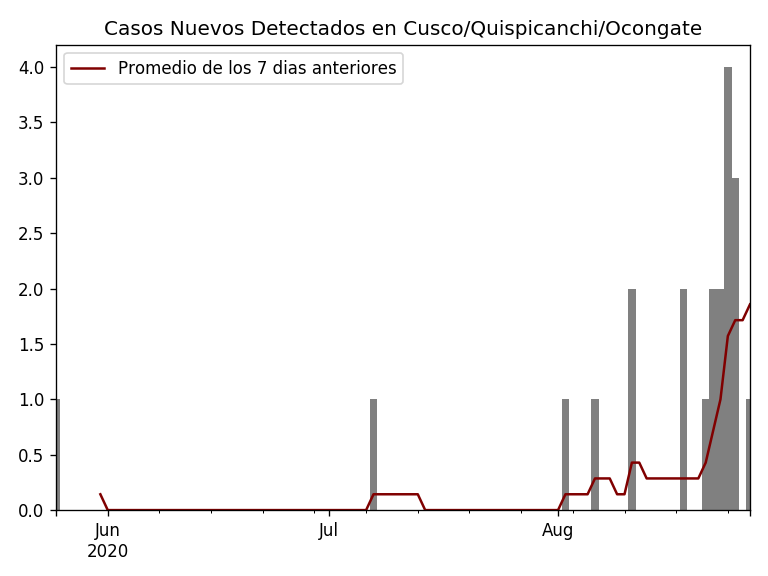 Casos Nuevos Detectados en Cusco/Quispicanchi/Ocongate
Promedio de los 7 dias anteriores
4.0
3.5
3.0
2.5
2.0
1.5
1.0
0.5
0.0
Jun
2020
Jul
Aug